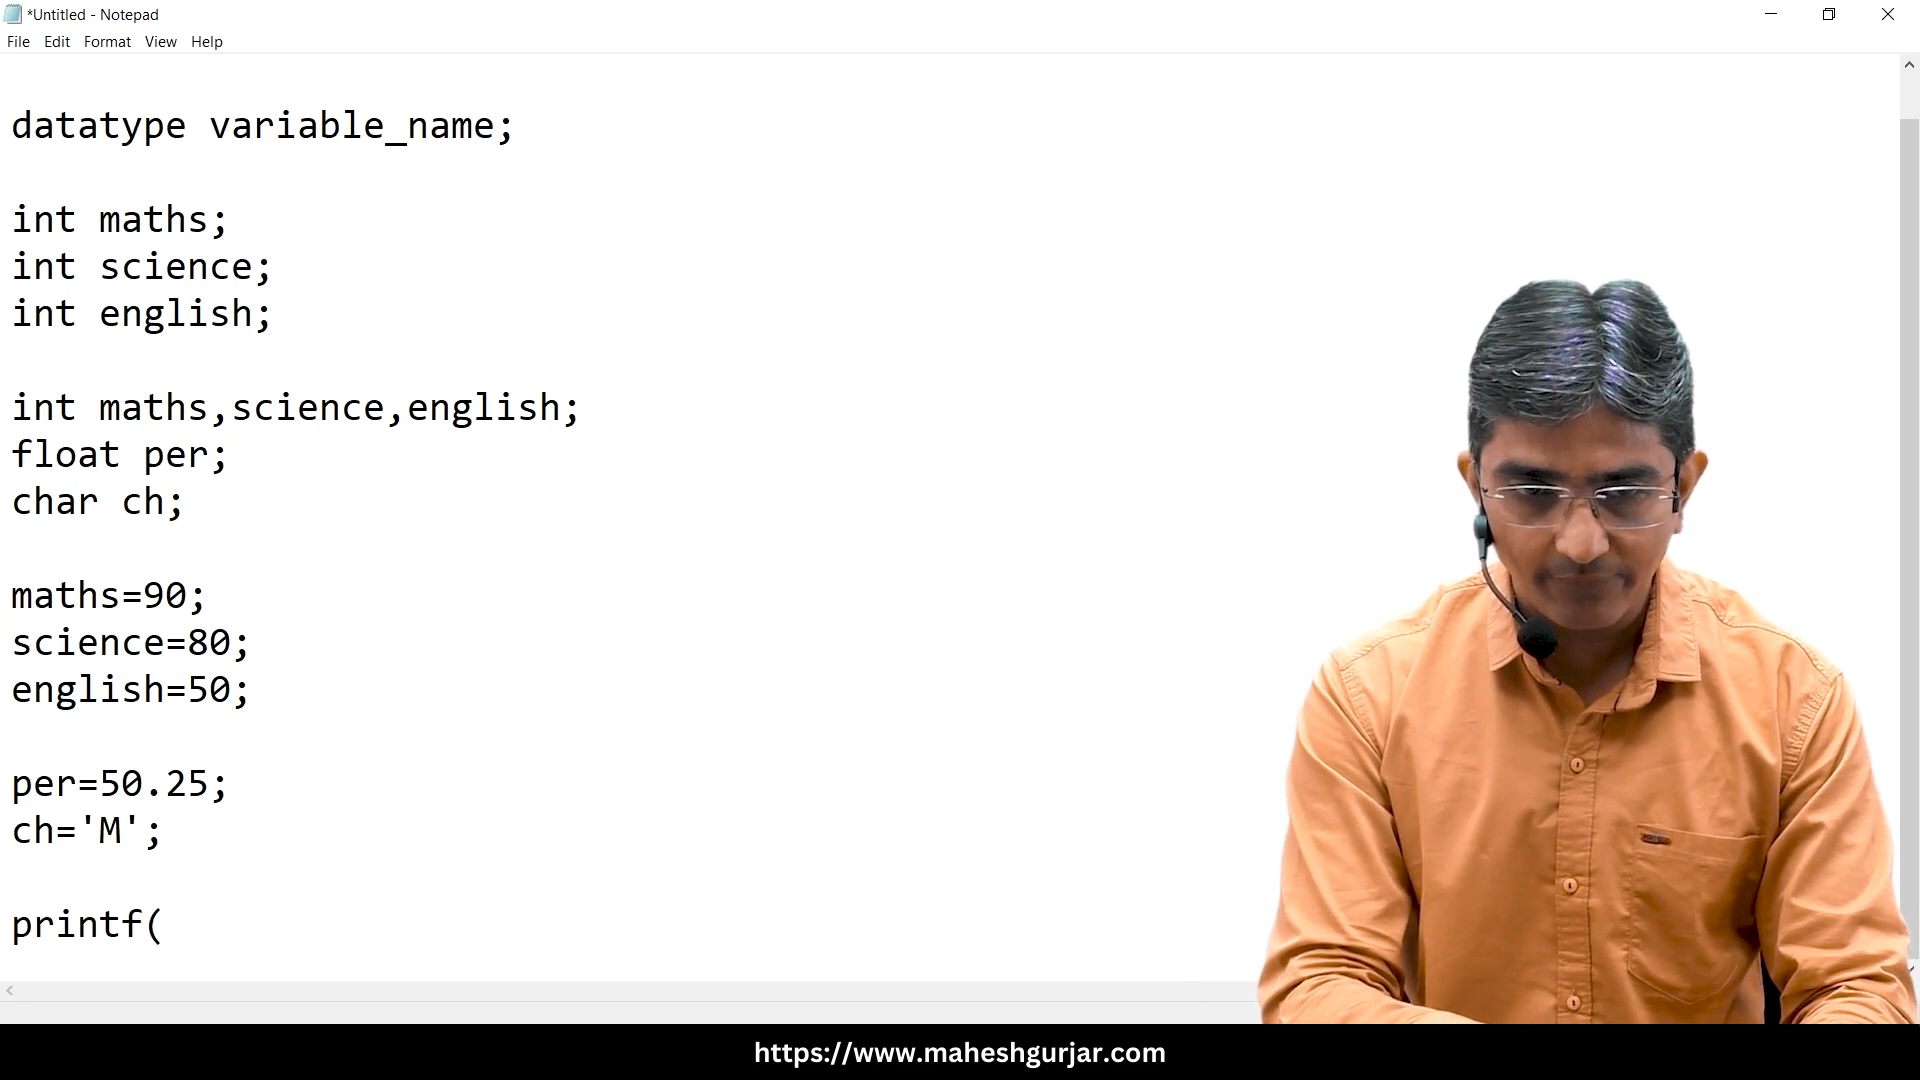 *Untitled - Notepad
File Edit Format View Help
datatype variable_name;
int maths;
int science;
int english;
int maths,science,english;
float per;
char ch;
maths=90;
science=80;
english=50;
per=50.25;
ch='M';
printf(
https://www.maheshgurjar.com